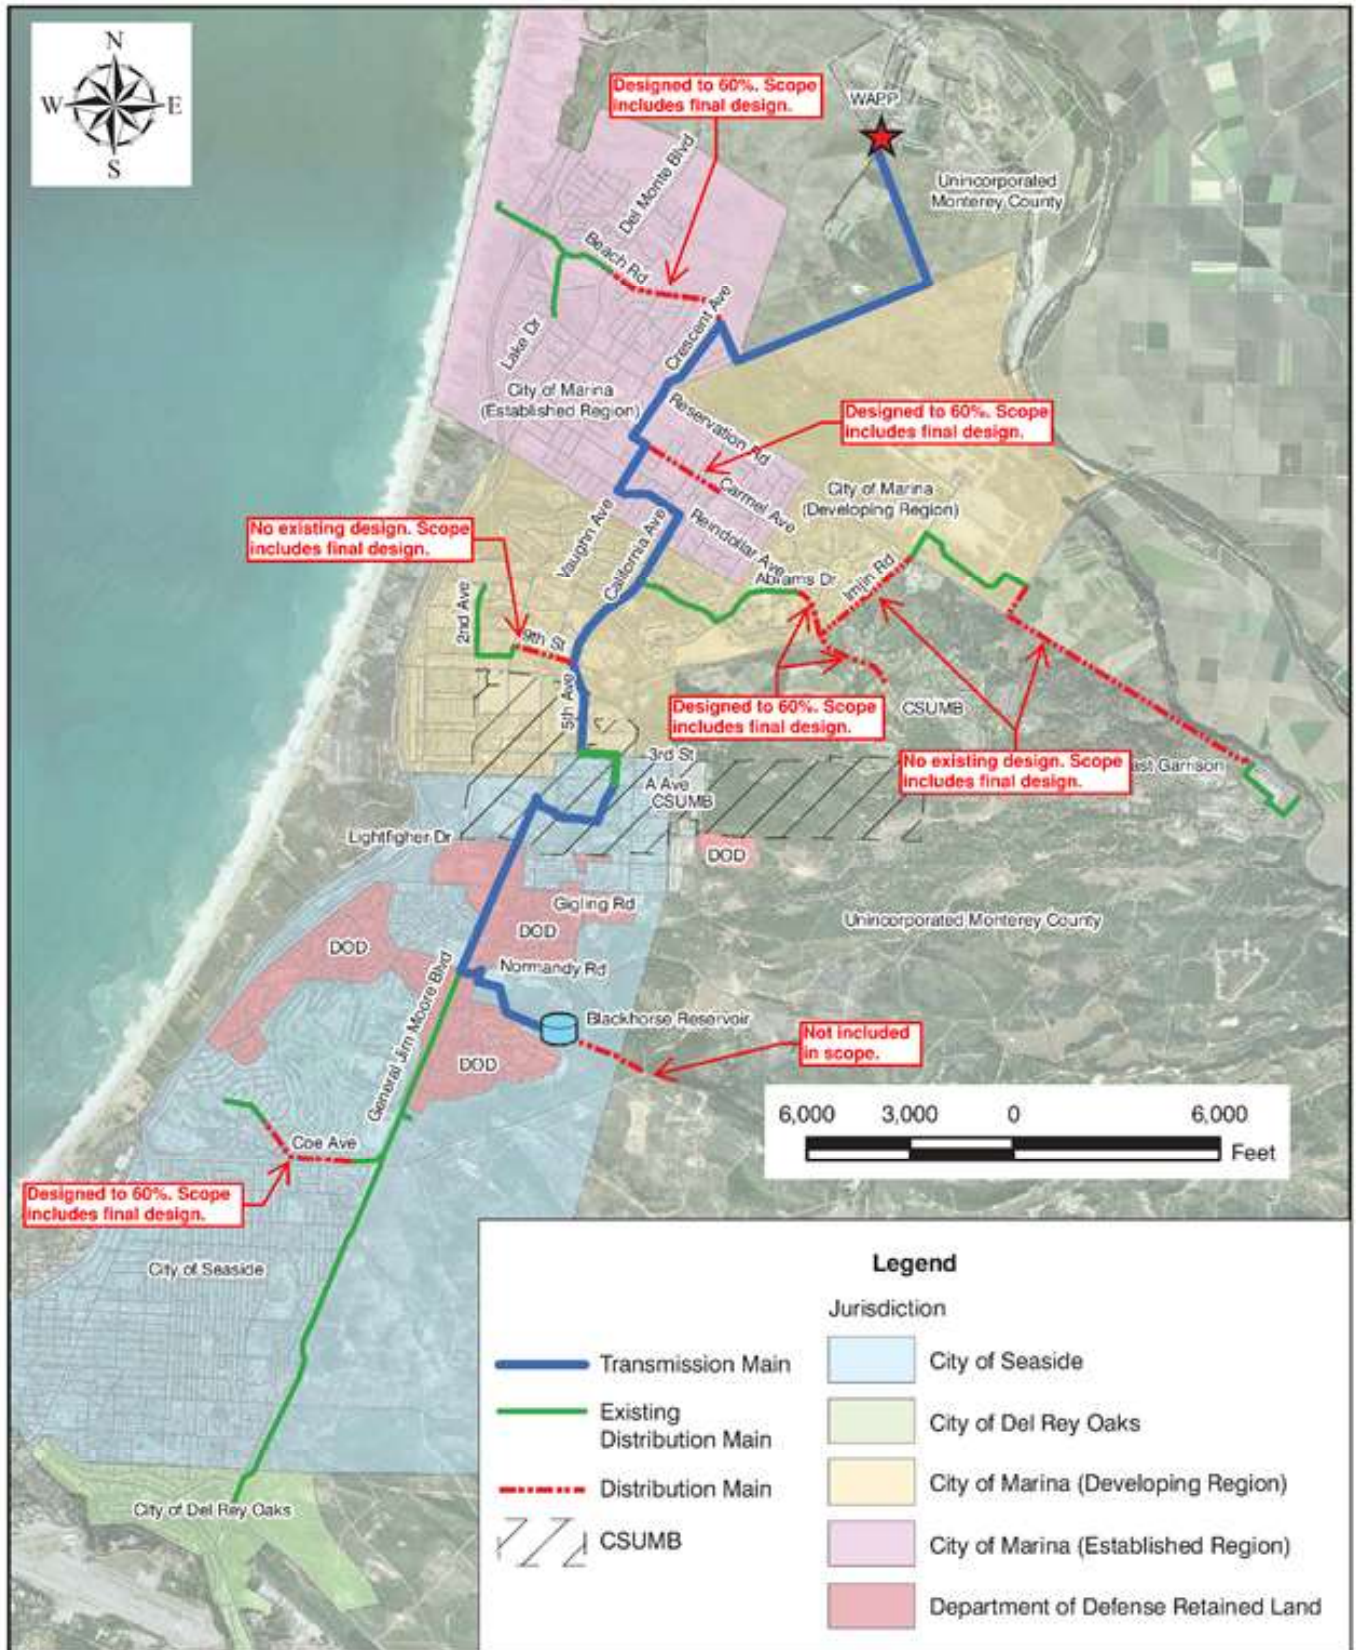 N
W
E
S
Designed to 60%. Scope
includes final design.
WAPP
Unincorporated
Monterey County
Del Monte Blvd
Beach Rd
Crescent Ave
Lake Dr
City of Marina
(Established Region)
Reservation Rd
Designed to 60%. Scope
includes final design.
Carmel Ave
City of Marina
(Developing Region)
Reindollar Ave
Vaughn Ave
California Ave
No existing design. Scope
includes final design.
Abrams Dr
Imjin Rd
2nd Ave
9th St
5th Ave
Designed to 60%. Scope
includes final design.
CSUMB
No existing design. Scope
includes final design.
ast Garrison
3rd St
A Ave
CSUMB
Lightfigher Dr
DOD
Gigling Rd
Unincorporated Monterey County
DOD
DOD
Normandy Rd
General Jim Moore Blvd
Blackhorse Reservoir
Not included
in scope.
DOD
6,000
3,000
0
6,000
Feet
Coe Ave
Designed to 60%. Scope
includes final design.
City of Seaside
City of Del Rey Oaks
Legend
Jurisdiction
Transmission Main
City of Seaside
Existing
Distribution Main
City of Del Rey Oaks
Distribution Main
City of Marina (Developing Region)
CSUMB
City of Marina (Established Region)
Department of Defense Retained Land